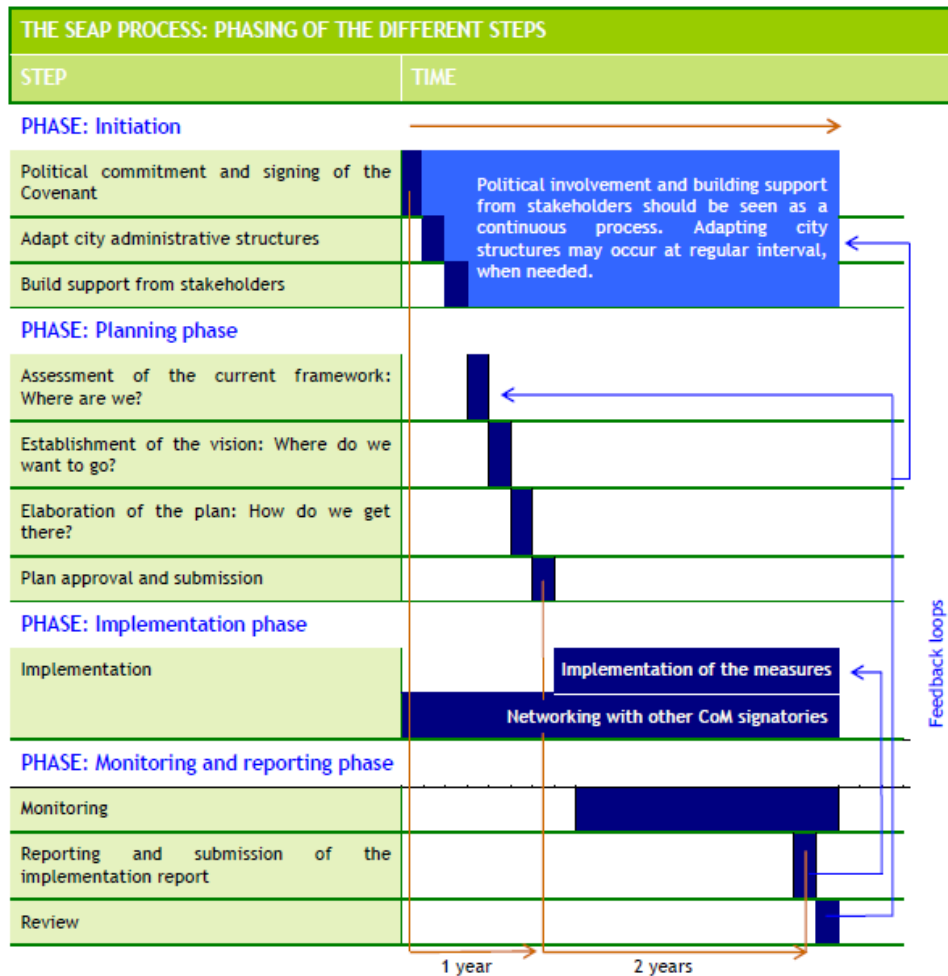 THE SEAP PROCESS: PHASING OF THE DIFFERENT STEPS
STEP
TIME
PHASE: Initiation
Political commitment and signing of the
Covenant
Adapt city administrative structures
Build support from stakeholders
Political involvement and building support
from stakeholders should be seen as a
continuous process. Adapting city
structures may occur at regular interval,
when needed.
PHASE: Planning phase
Assessment of the current framework:
Where are we?
Establishment of the vision: Where do we
want to go?
Elaboration of the plan: How do we get
there?
Plan approval and submission
PHASE: Implementation phase
Implementation
Implementation of the measures
Networking with other CoM signatories
Feedback loops
PHASE: Monitoring and reporting phase
Monitoring
Reporting and submission of the
implementation report
Review
1 year
2 years